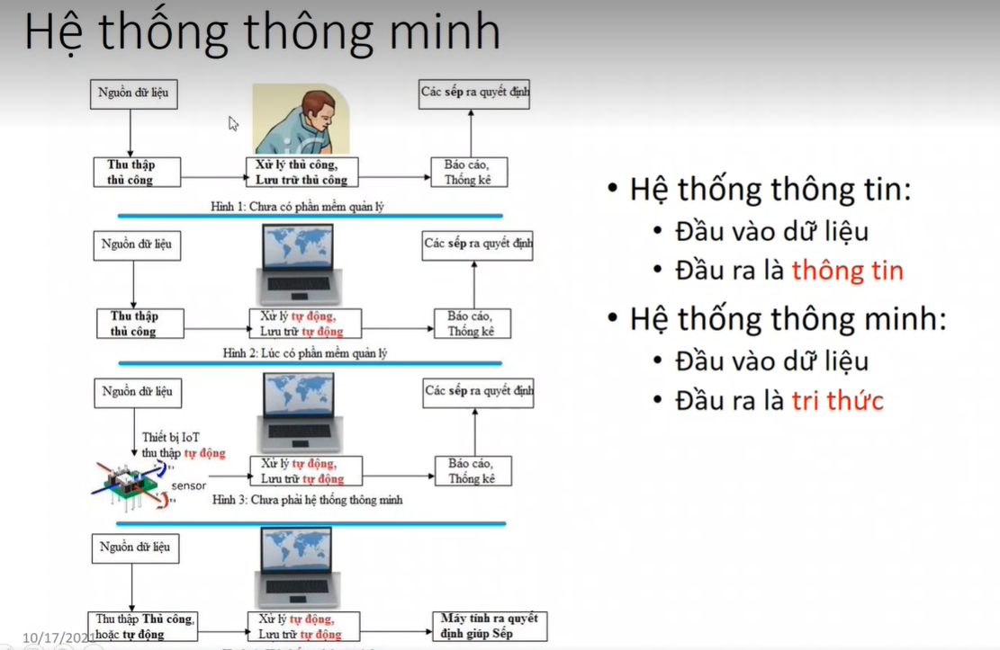 Hệ thống thông minh
Nguồn dữ liệu
Các sếp ra quyết định
Thu thập
thủ công
Xử lý thủ công,
Lưu trữ thủ công
Báo cáo,
Thống kê
Hình 1: Chưa có phần mềm quản lý
Nguồn dữ liệu
Các sếp ra quyết định
Thu thập
thủ công
Xử lý tự động,
Lưu trữ tự động
Báo cáo,
Thống kê
Hình 2: Lúc có phần mềm quản lý
Nguồn dữ liệu
Các sếp ra quyết định
Thiết bị IoT
thu thập tự động
sensor
Xử lý tự động,
Lưu trữ tự động
Báo cáo,
Thống kê
Hình 3: Chưa phải hệ thống thông minh
Nguồn dữ liệu
Thu thập Thủ công,
hoặc tự động
Xử lý tự động,
Lưu trữ tự động
Máy tính ra quyết
định giúp Sếp
• Hệ thống thông tin:
• Đầu vào dữ liệu
• Đầu ra là thông tin
• Hệ thống thông minh:
• Đầu vào dữ liệu
• Đầu ra là tri thức
10/17/2021